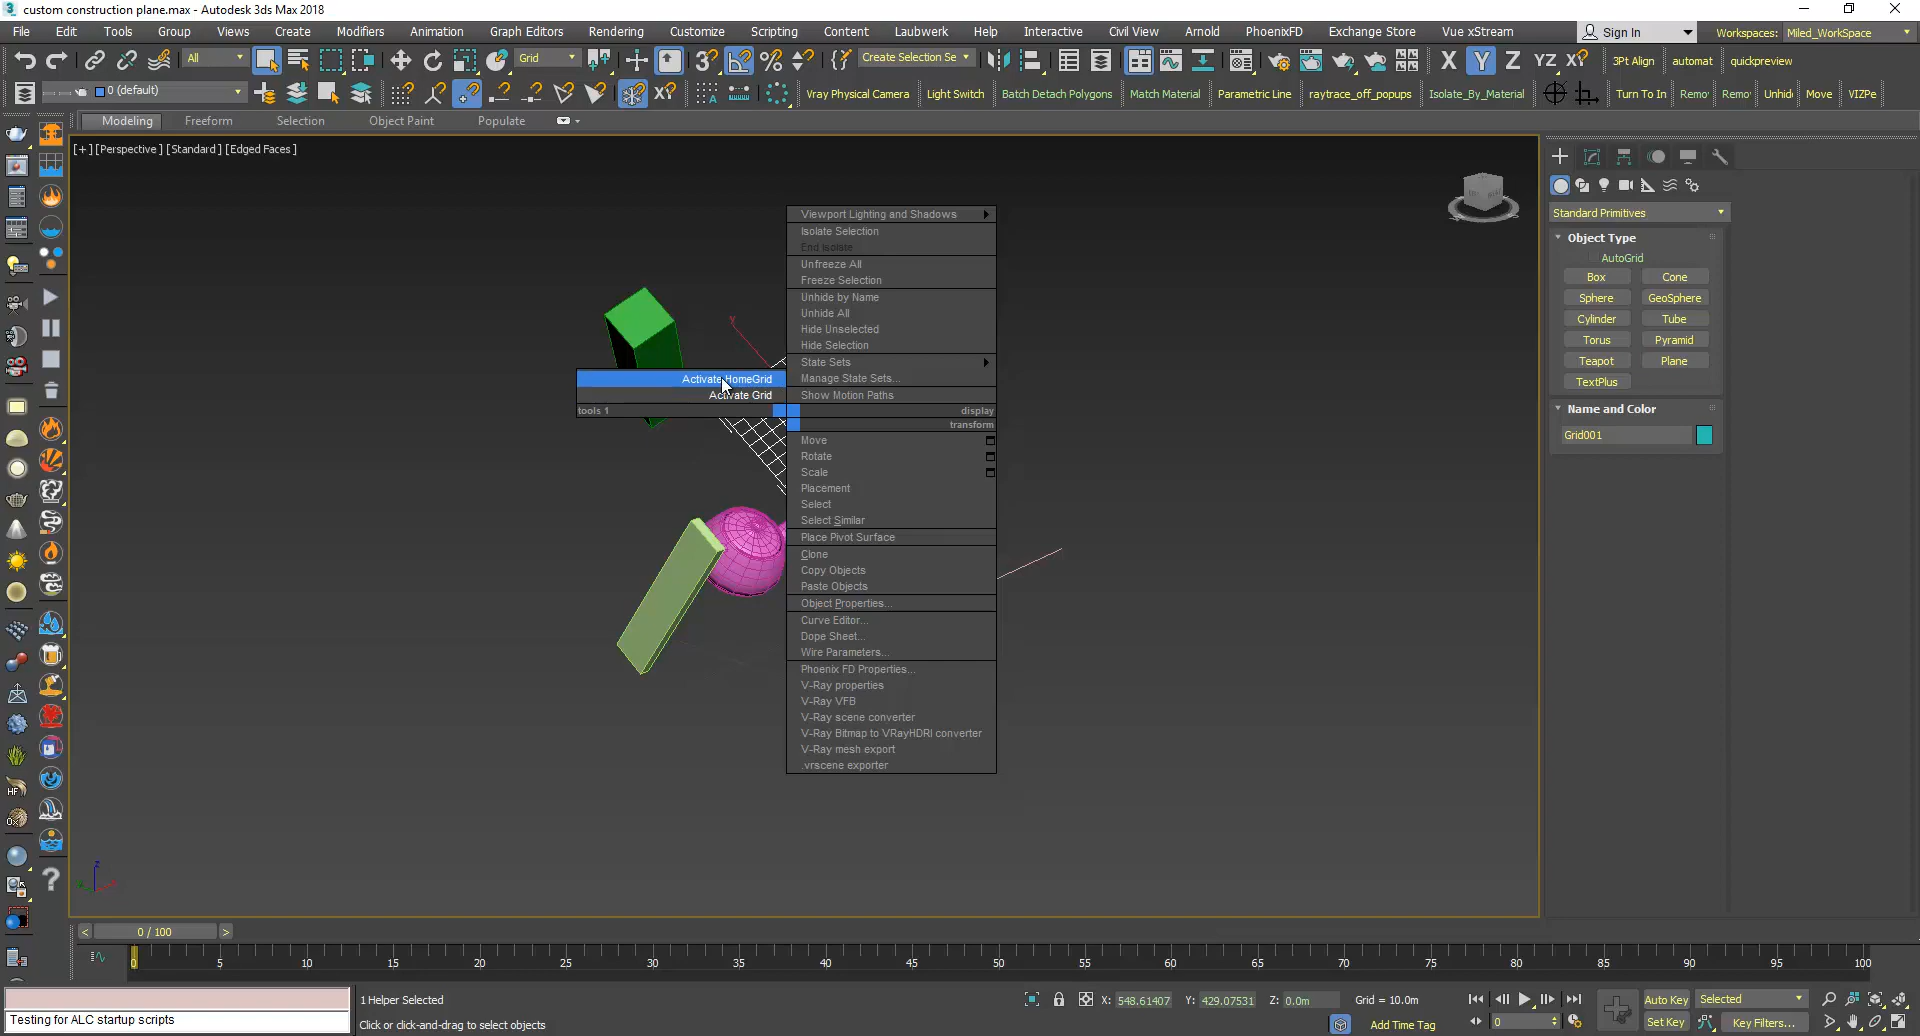 custom construction plane.max - Autodesk 3ds Max 2018
File Edit Tools Group Views Create Modifiers Animation Graph Editors Rendering Customize Scripting Content Laubwerk Help Interactive Civil View Arnold PhoenixFD Exchange Store Vue xStream Sign In Workspaces: Miled_WorkSpace
All Grid Create Selection Se X Y Z YZ XY 3Pt Align automat quickpreview
0 (default) Vray Physical Camera Light Switch Batch Detach Polygons Match Material Parametric Line raytrace_off_popups Isolate_By_Material Turn To In Remo Remo Unhid Move VIZPe
Modeling Freeform Selection Object Paint Populate
[+] [Perspective ] [Standard ] [Edged Faces ]
Viewport Lighting and Shadows
Isolate Selection
End Isolate
Unfreeze All
Freeze Selection
Unhide by Name
Unhide All
Hide Unselected
Hide Selection
State Sets
Manage State Sets...
Show Motion Paths
Activate HomeGrid
Activate Grid
tools 1 display
transform
Move
Rotate
Scale
Placement
Select
Select Similar
Place Pivot Surface
Clone
Copy Objects
Paste Objects
Object Properties...
Curve Editor...
Dope Sheet...
Wire Parameters...
Phoenix FD Properties...
V-Ray properties
V-Ray VFB
V-Ray scene converter
V-Ray Bitmap to VRayHDRI converter
V-Ray mesh export
.vrscene exporter
Standard Primitives
Object Type
AutoGrid
Box Cone
Sphere GeoSphere
Cylinder Tube
Torus Pyramid
Teapot Plane
TextPlus
Name and Color
Grid001
< 0 / 100 >
0 5 10 15 20 25 30 35 40 45 50 55 60 65 70 75 80 85 90 95 100
1 Helper Selected X: 548.61407 Y: 429.07531 Z: 0.0m Grid = 10.0m Auto Key Selected
Testing for ALC startup scripts
Click or click-and-drag to select objects Add Time Tag 0 Set Key Key Filters...